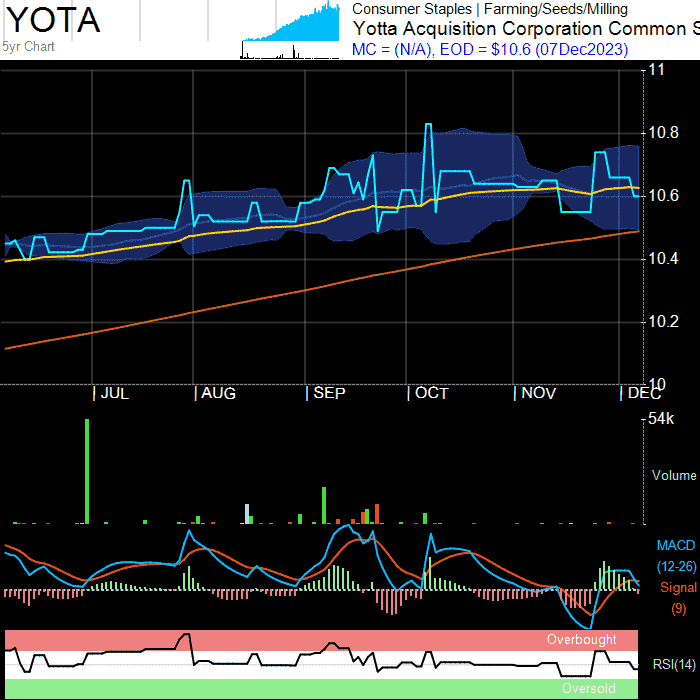 YOTA
5yr Chart
Consumer Staples | Farming/Seeds/Milling
Yotta Acquisition Corporation Common S
MC = (N/A), EOD = $10.6 (07Dec2023)
11
10.8
10.6
10.4
10.2
10
JUL
AUG
SEP
OCT
NOV
DEC
54k
Volume
MACD
(12-26)
Signal
(9)
Overbought
RSI(14)
Oversold